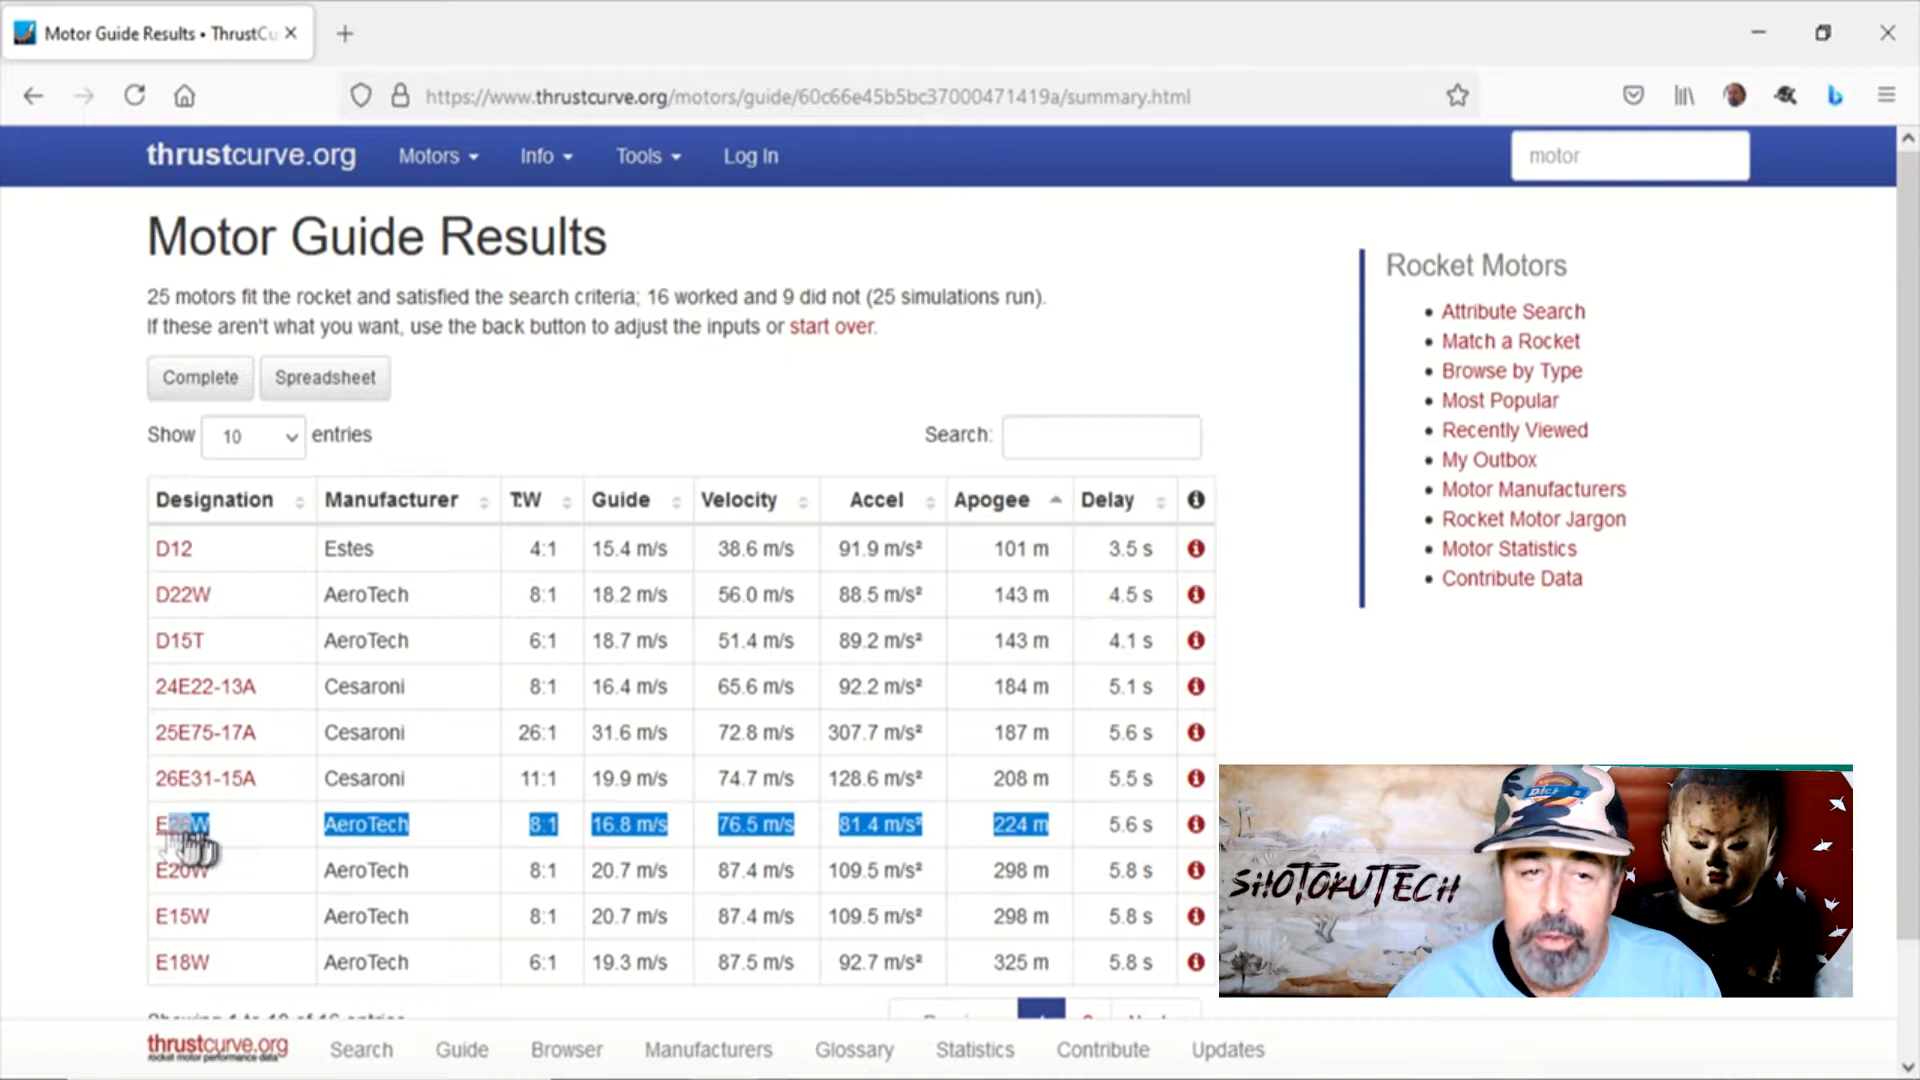 Motor Guide Results • ThrustCu
https://www.thrustcurve.org/motors/guide/60c66e45b5bc37000471419a/summary.html
thrustcurve.org Motors Info Tools Log In motor
Motor Guide Results
25 motors fit the rocket and satisfied the search criteria; 16 worked and 9 did not (25 simulations run).
If these aren't what you want, use the back button to adjust the inputs or start over.
Complete Spreadsheet
Show 10 entries Search:
Designation Manufacturer T:W Guide Velocity Accel Apogee Delay
D12 Estes 4:1 15.4 m/s 38.6 m/s 91.9 m/s² 101 m 3.5 s
D22W AeroTech 8:1 18.2 m/s 56.0 m/s 88.5 m/s² 143 m 4.5 s
D15T AeroTech 6:1 18.7 m/s 51.4 m/s 89.2 m/s² 143 m 4.1 s
24E22-13A Cesaroni 8:1 16.4 m/s 65.6 m/s 92.2 m/s² 184 m 5.1 s
25E75-17A Cesaroni 26:1 31.6 m/s 72.8 m/s 307.7 m/s² 187 m 5.6 s
26E31-15A Cesaroni 11:1 19.9 m/s 74.7 m/s 128.6 m/s² 208 m 5.5 s
AeroTech 8:1 16.8 m/s 76.5 m/s 81.4 m/s² 224 m 5.6 s
E20W AeroTech 8:1 20.7 m/s 87.4 m/s 109.5 m/s² 298 m 5.8 s
E15W AeroTech 8:1 20.7 m/s 87.4 m/s 109.5 m/s² 298 m 5.8 s
E18W AeroTech 6:1 19.3 m/s 87.5 m/s 92.7 m/s² 325 m 5.8 s
Rocket Motors
Attribute Search
Match a Rocket
Browse by Type
Most Popular
Recently Viewed
My Outbox
Motor Manufacturers
Rocket Motor Jargon
Motor Statistics
Contribute Data
SHOTOKUTECH
thrustcurve.org
rocket motor performance data
Search Guide Browser Manufacturers Glossary Statistics Contribute Updates